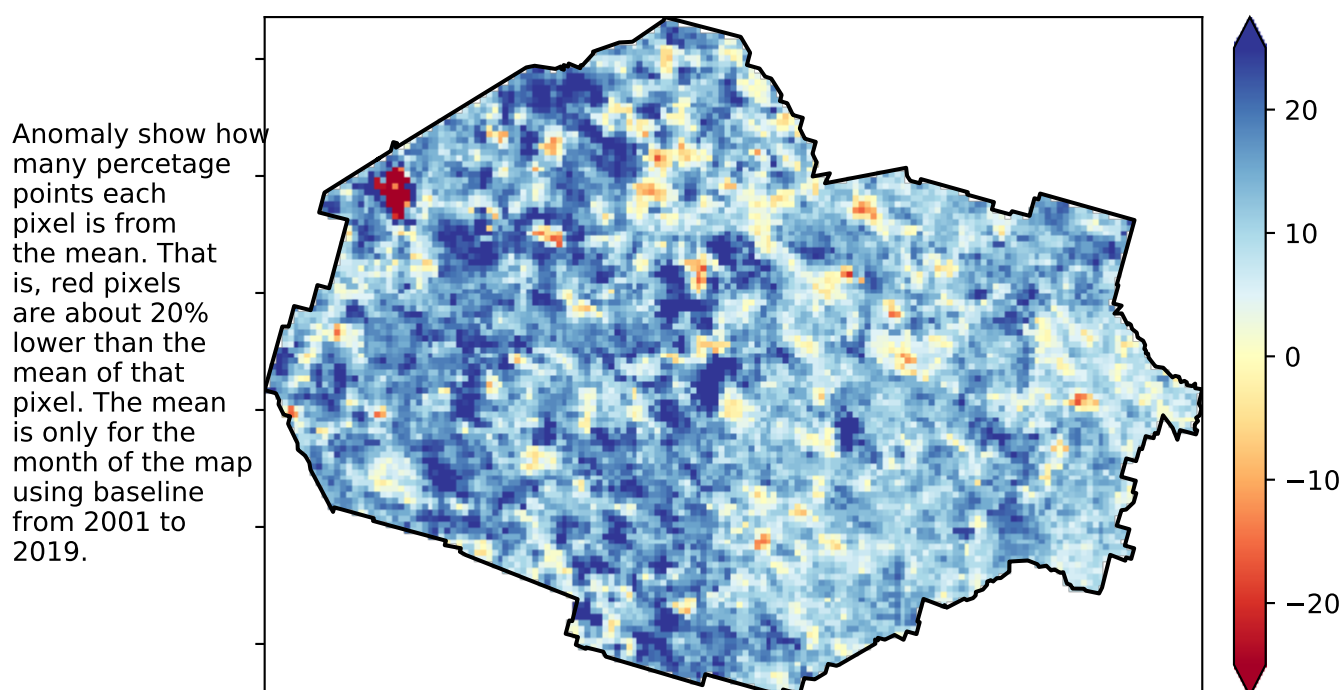 Anomaly show how
many percetage
points each
pixel is from
the mean. That
is, red pixels
are about 20%
lower than the
mean of that
pixel. The mean
is only for the
month of the map
using baseline
from 2001 to
2019.
20
10
0
−10
−20